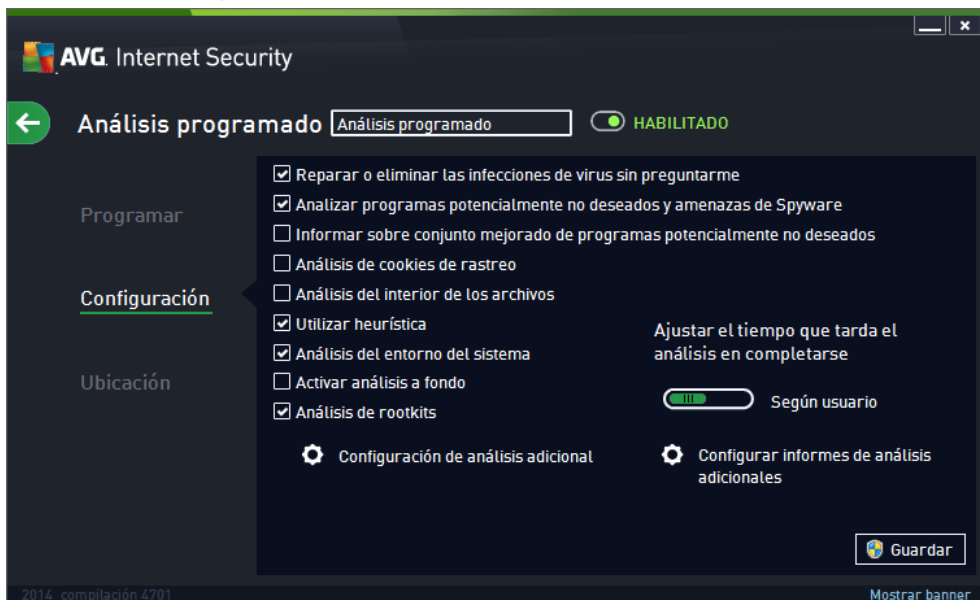 AVG. Internet Security
Análisis programado
Análisis programado
HABILITADO
Programar
Configuración
Ubicación
Reparar o eliminar las infecciones de virus sin preguntarme
Analizar programas potencialmente no deseados y amenazas de Spyware
Informar sobre conjunto mejorado de programas potencialmente no deseados
Análisis de cookies de rastreo
Análisis del interior de los archivos
Utilizar heurística
Análisis del entorno del sistema
Activar análisis a fondo
Análisis de rootkits
Ajustar el tiempo que tarda el
análisis en completarse
Según usuario
Configuración de análisis adicional
Configurar informes de análisis
adicionales
Guardar
2014 compilación 4701
Mostrar banner